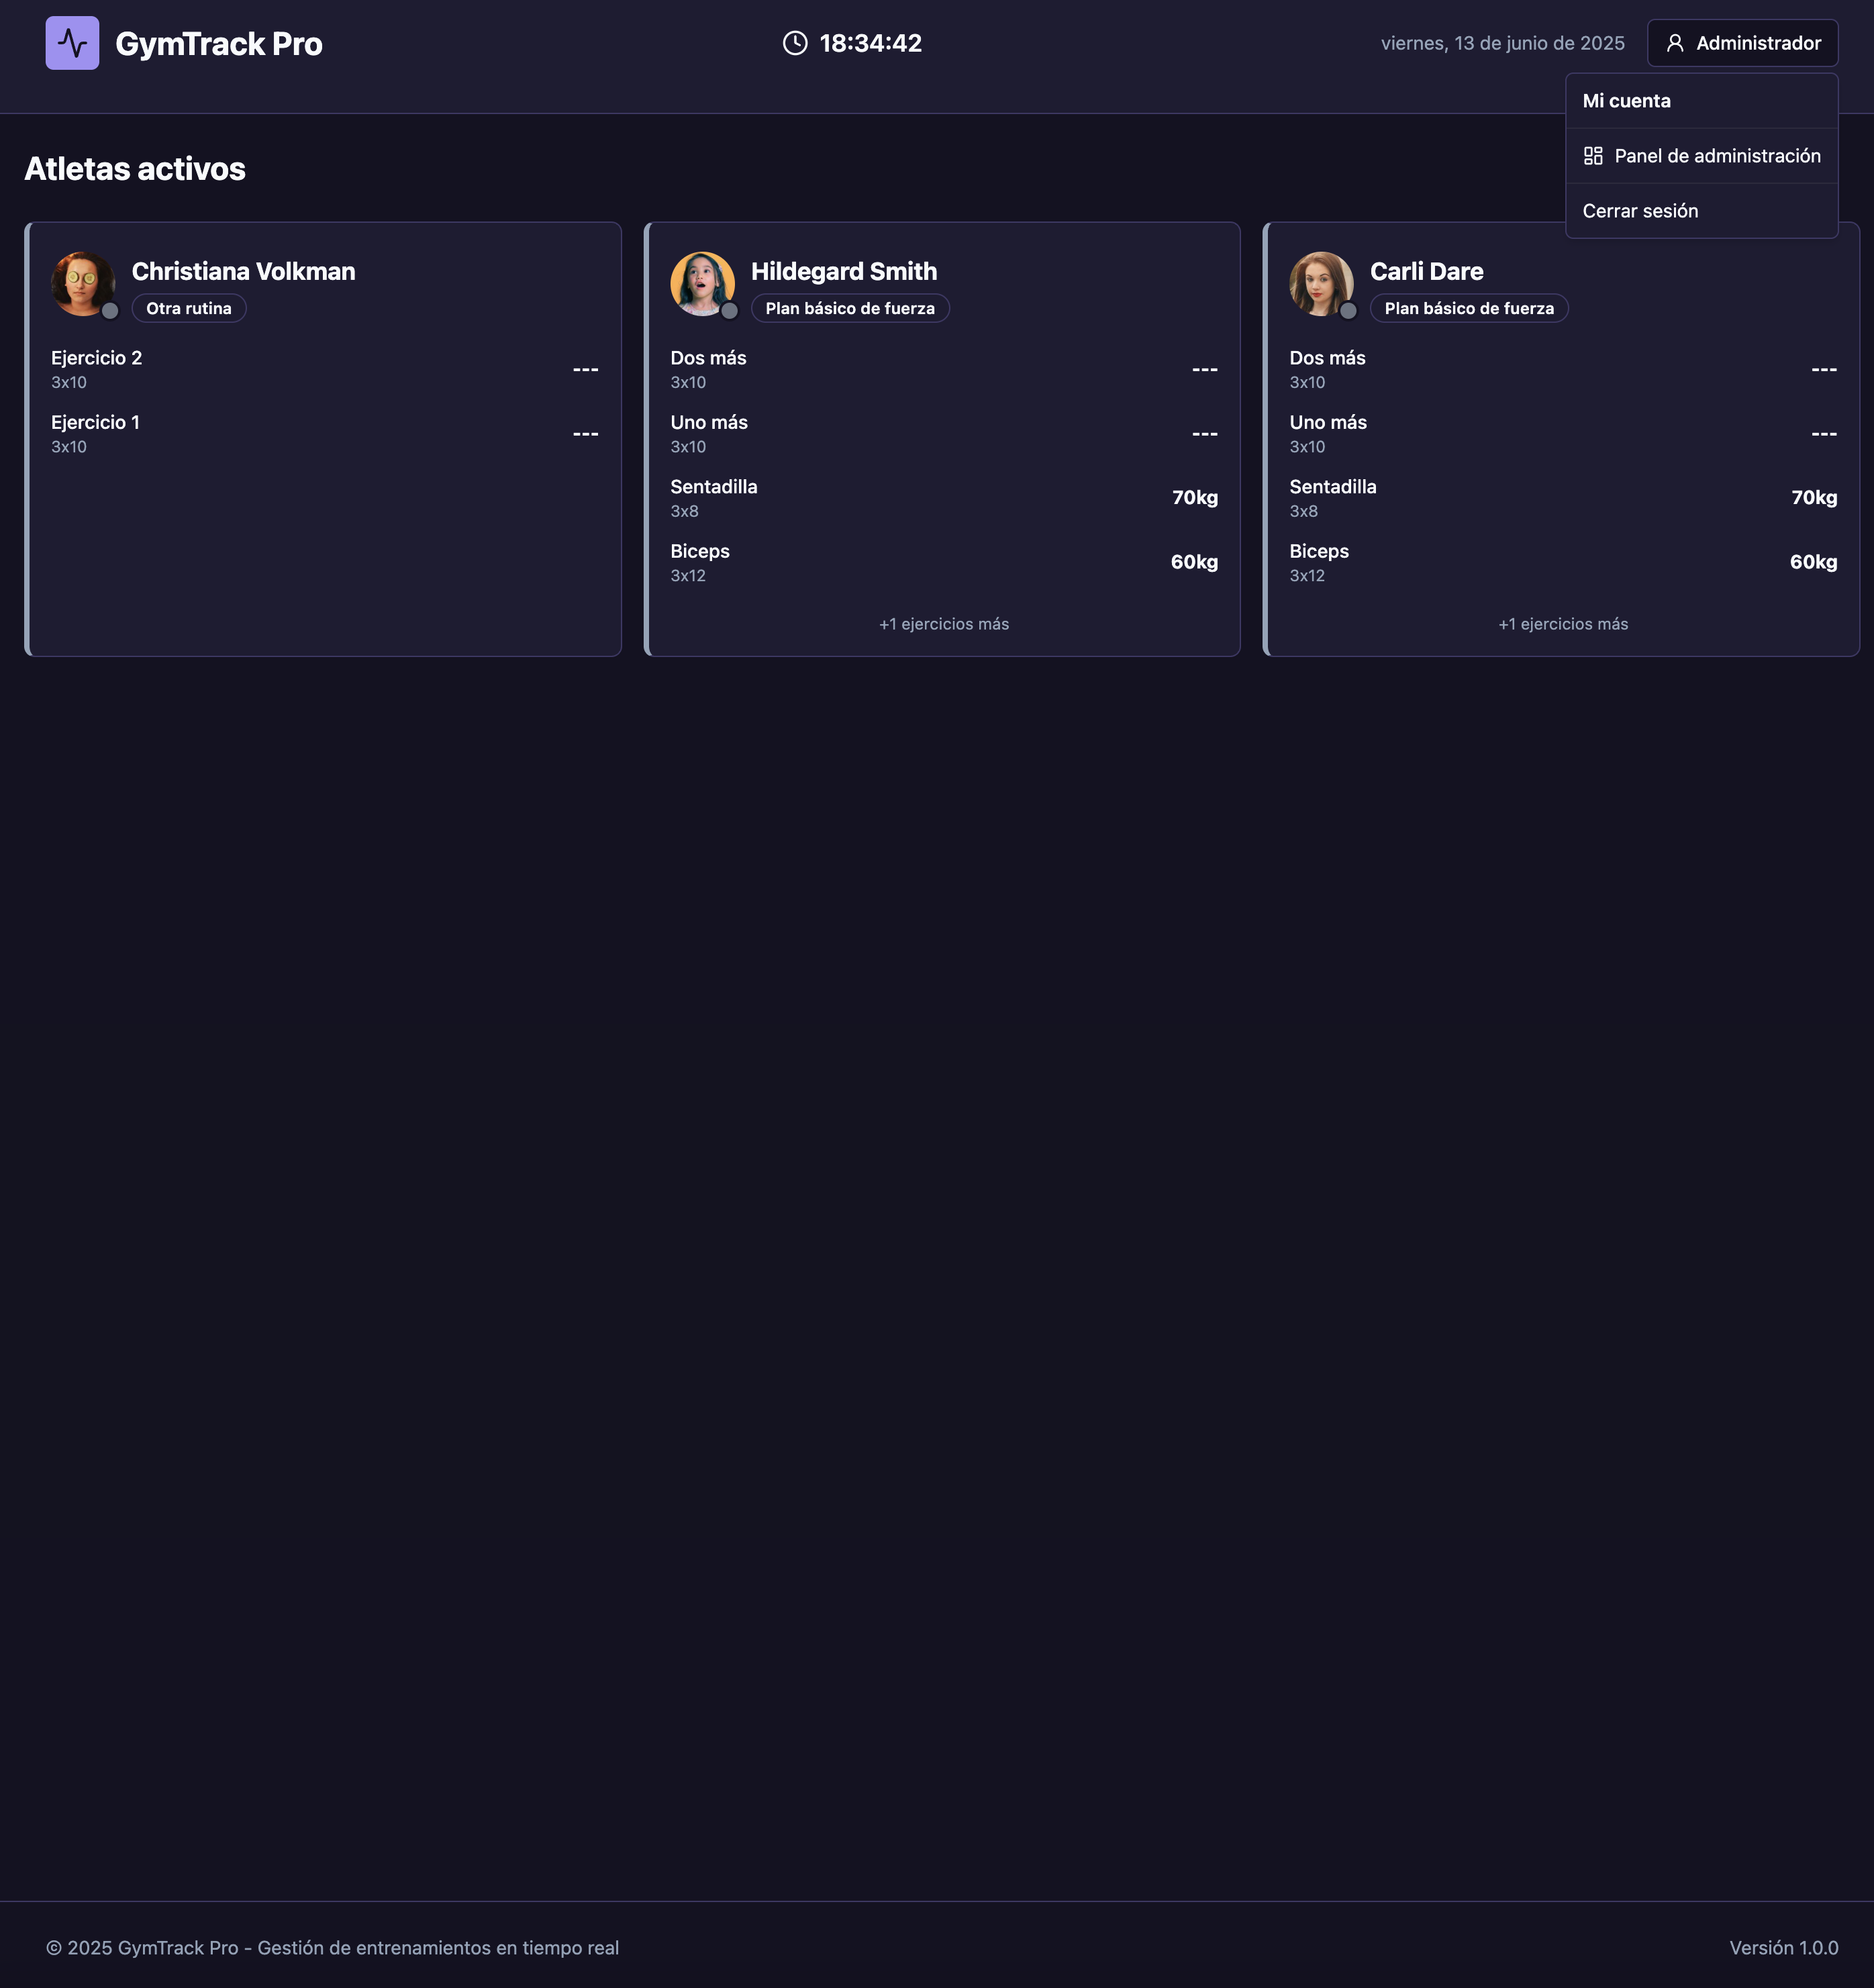 GymTrack Pro
18:34:42
viernes, 13 de junio de 2025
Administrador
Mi cuenta
Panel de administración
Cerrar sesión
Atletas activos
Christiana Volkman
Otra rutina
Ejercicio 2
3x10
---
Ejercicio 1
3x10
---
Hildegard Smith
Plan básico de fuerza
Dos más
3x10
---
Uno más
3x10
---
Sentadilla
3x8
70kg
Biceps
3x12
60kg
+1 ejercicios más
Carli Dare
Plan básico de fuerza
Dos más
3x10
---
Uno más
3x10
---
Sentadilla
3x8
70kg
Biceps
3x12
60kg
+1 ejercicios más
© 2025 GymTrack Pro - Gestión de entrenamientos en tiempo real
Versión 1.0.0